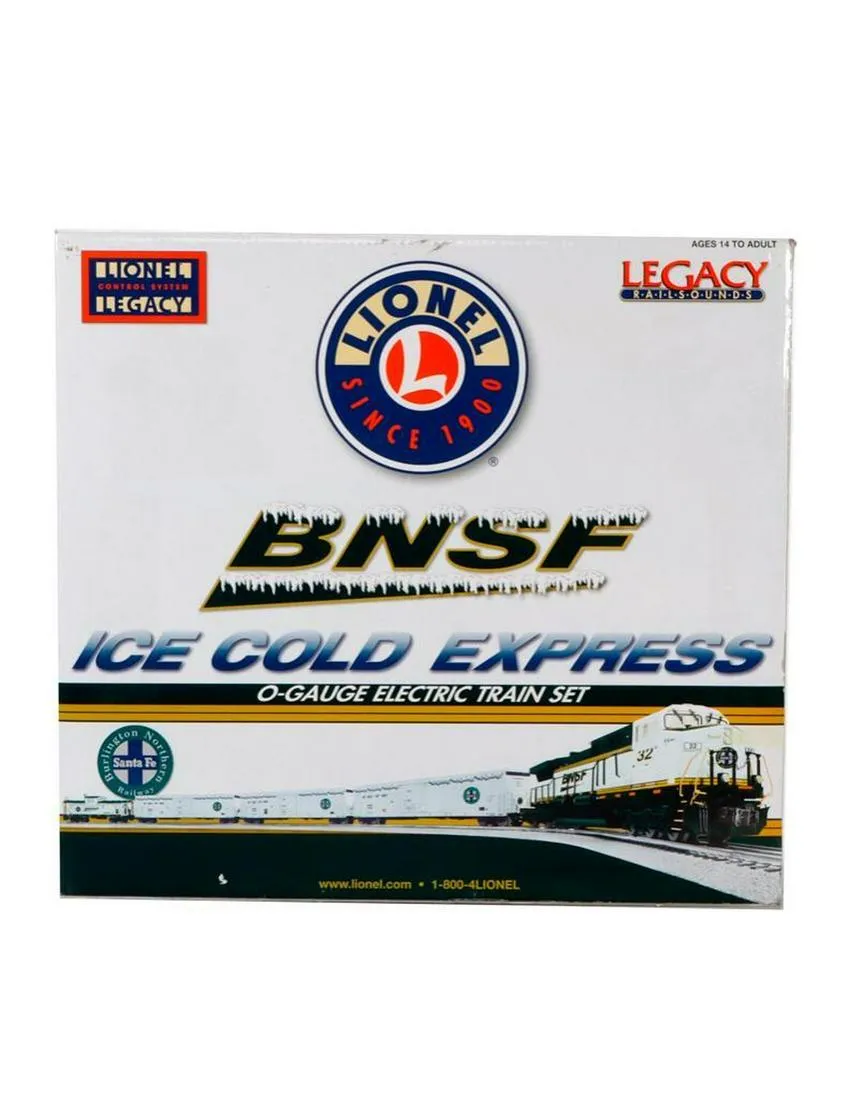 AGES 14 TO ADULT
LIONEL
CONTROL SYSTEM
LEGACY
LEGACY
RAILSOUNDS
LIONEL
L
SINCE 1900
®
BNSF
ICE COLD EXPRESS
O-GAUGE ELECTRIC TRAIN SET
Burlington Northern
Santa Fe
Railway
32
32
BNSF
www.lionel.com • 1-800-4LIONEL